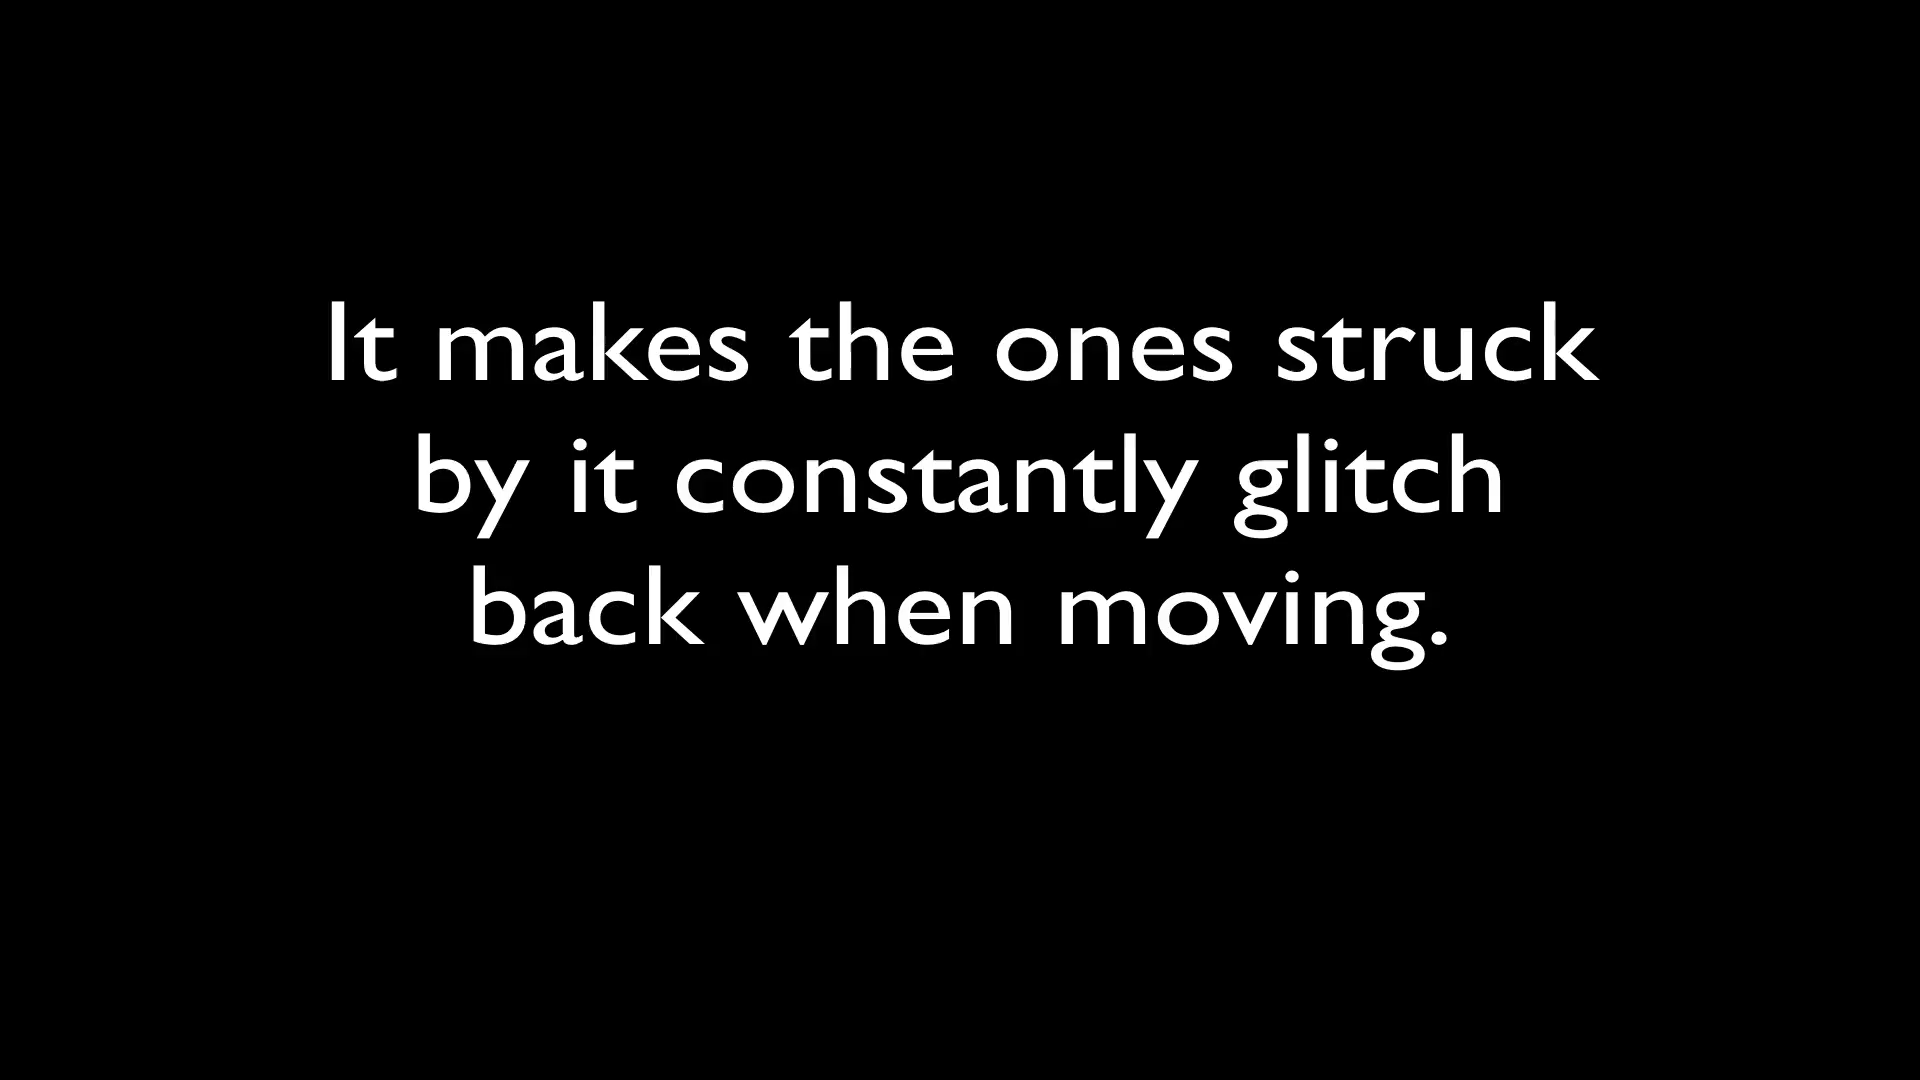 It makes the ones struck
by it constantly glitch
back when moving.